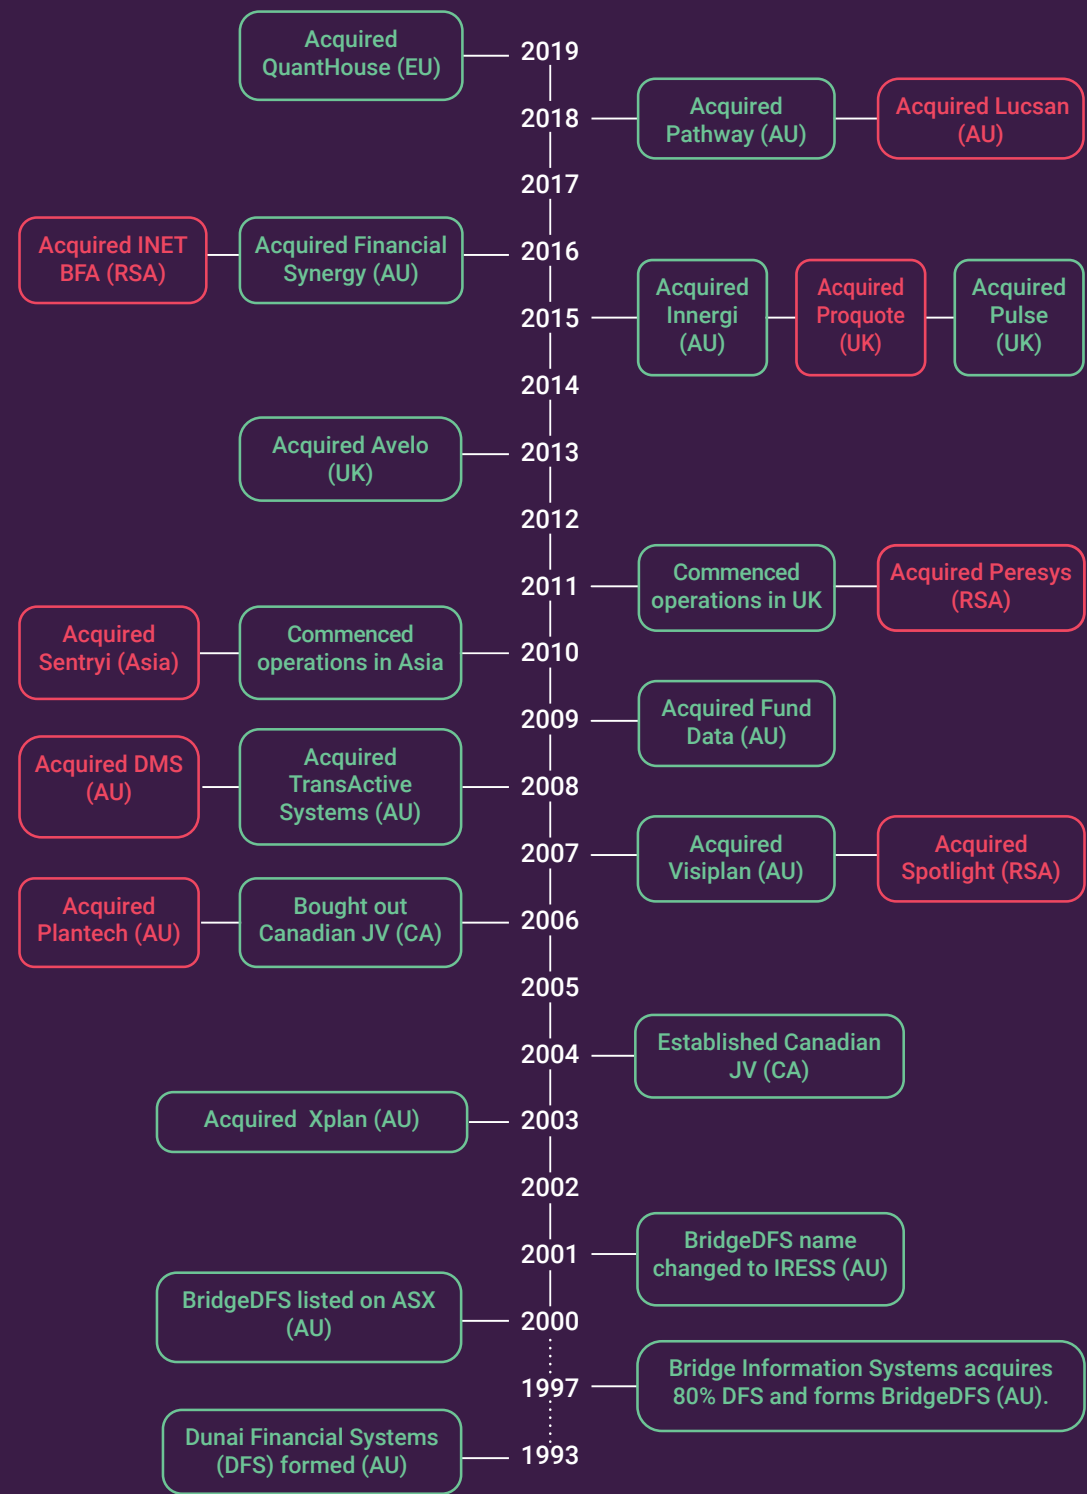 Acquired
QuantHouse (EU)
2019
2018
Acquired
Pathway (AU)
Acquired Lucsan
(AU)
2017
Acquired INET
BFA (RSA)
Acquired Financial
Synergy (AU)
2016
2015
Acquired
Innergi
(AU)
Acquired
Proquote
(UK)
Acquired
Pulse
(UK)
2014
Acquired Avelo
(UK)
2013
2012
2011
Commenced
operations in UK
Acquired Peresys
(RSA)
Acquired
Sentryi (Asia)
Commenced
operations in Asia
2010
2009
Acquired Fund
Data (AU)
Acquired DMS
(AU)
Acquired
TransActive
Systems (AU)
2008
2007
Acquired
Visiplan (AU)
Acquired
Spotlight (RSA)
Acquired
Plantech (AU)
Bought out
Canadian JV (CA)
2006
2005
2004
Established Canadian
JV (CA)
Acquired Xplan (AU)
2003
2002
2001
BridgeDFS name
changed to IRESS (AU)
BridgeDFS listed on ASX
(AU)
2000
1997
Bridge Information Systems acquires
80% DFS and forms BridgeDFS (AU).
Dunai Financial Systems
(DFS) formed (AU)
1993